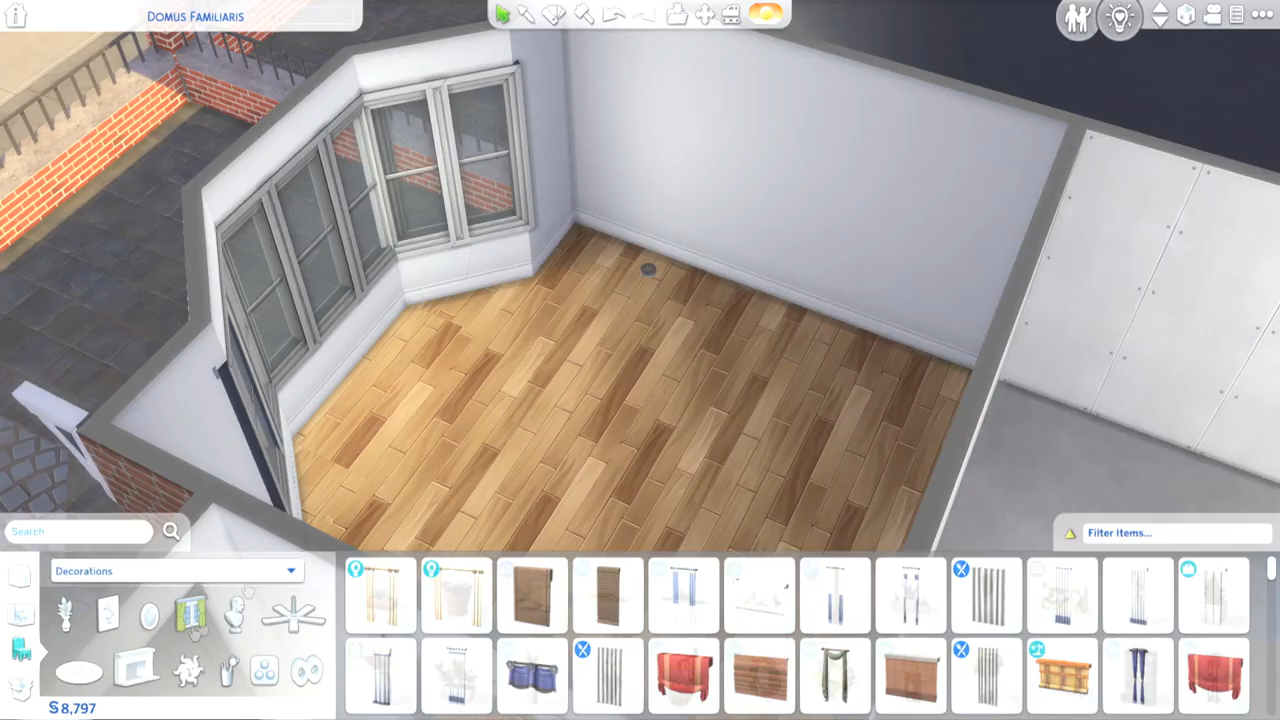 Domus Familiaris
Search
Filter Items...
Decorations
§8,797